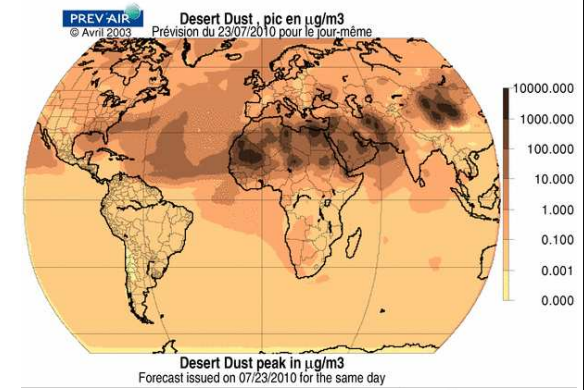 PREV'AIR
© Avril 2003
Desert Dust , pic en µg/m3
Prévision du 23/07/2010 pour le jour-même
10000.000
1000.000
100.000
10.000
1.000
0.100
0.001
0.000
Desert Dust peak in µg/m3
Forecast issued on 07/23/2010 for the same day